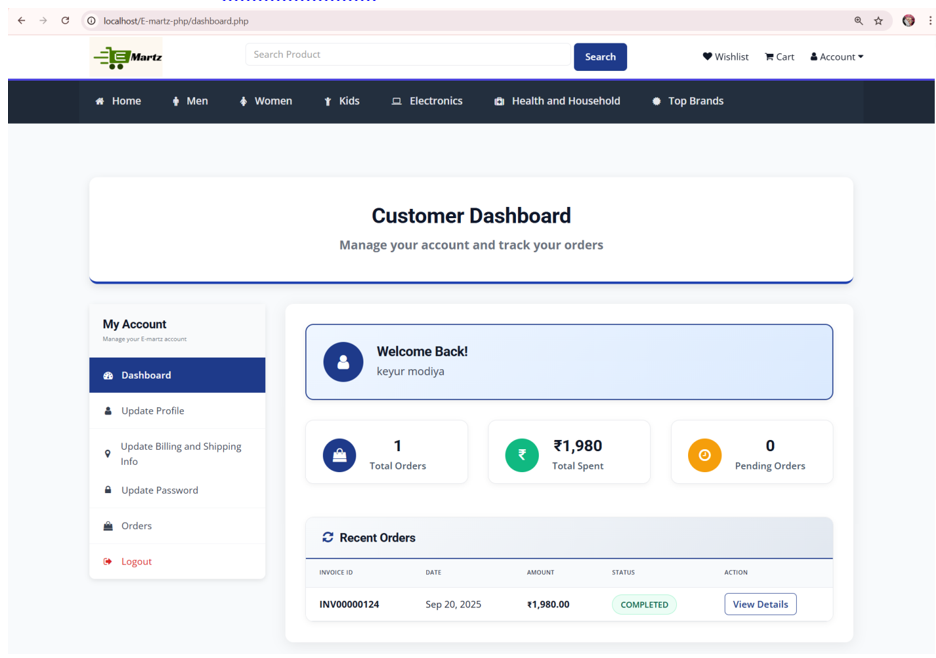 localhost/E-martz-php/dashboard.php
E Martz
Search Product
Search
Wishlist
Cart
Account
Home
Men
Women
Kids
Electronics
Health and Household
Top Brands
Customer Dashboard
Manage your account and track your orders
My Account
Manage your E-martz account
Dashboard
Update Profile
Update Billing and Shipping
Info
Update Password
Orders
Logout
Welcome Back!
keyur modiya
1
Total Orders
₹
₹1,980
Total Spent
0
Pending Orders
Recent Orders
INVOICE ID DATE AMOUNT STATUS ACTION
INV00000124 Sep 20, 2025 ₹1,980.00 COMPLETED View Details